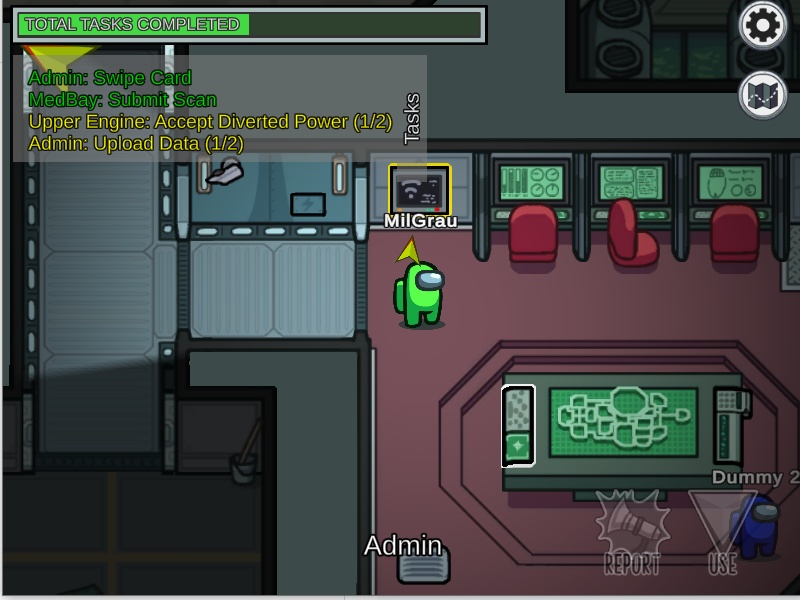 TOTAL TASKS COMPLETED
Admin: Swipe Card
MedBay: Submit Scan
Upper Engine: Accept Diverted Power (1/2)
Admin: Upload Data (1/2)
Tasks
MilGrau
Dummy 2
Admin
REPORT
USE